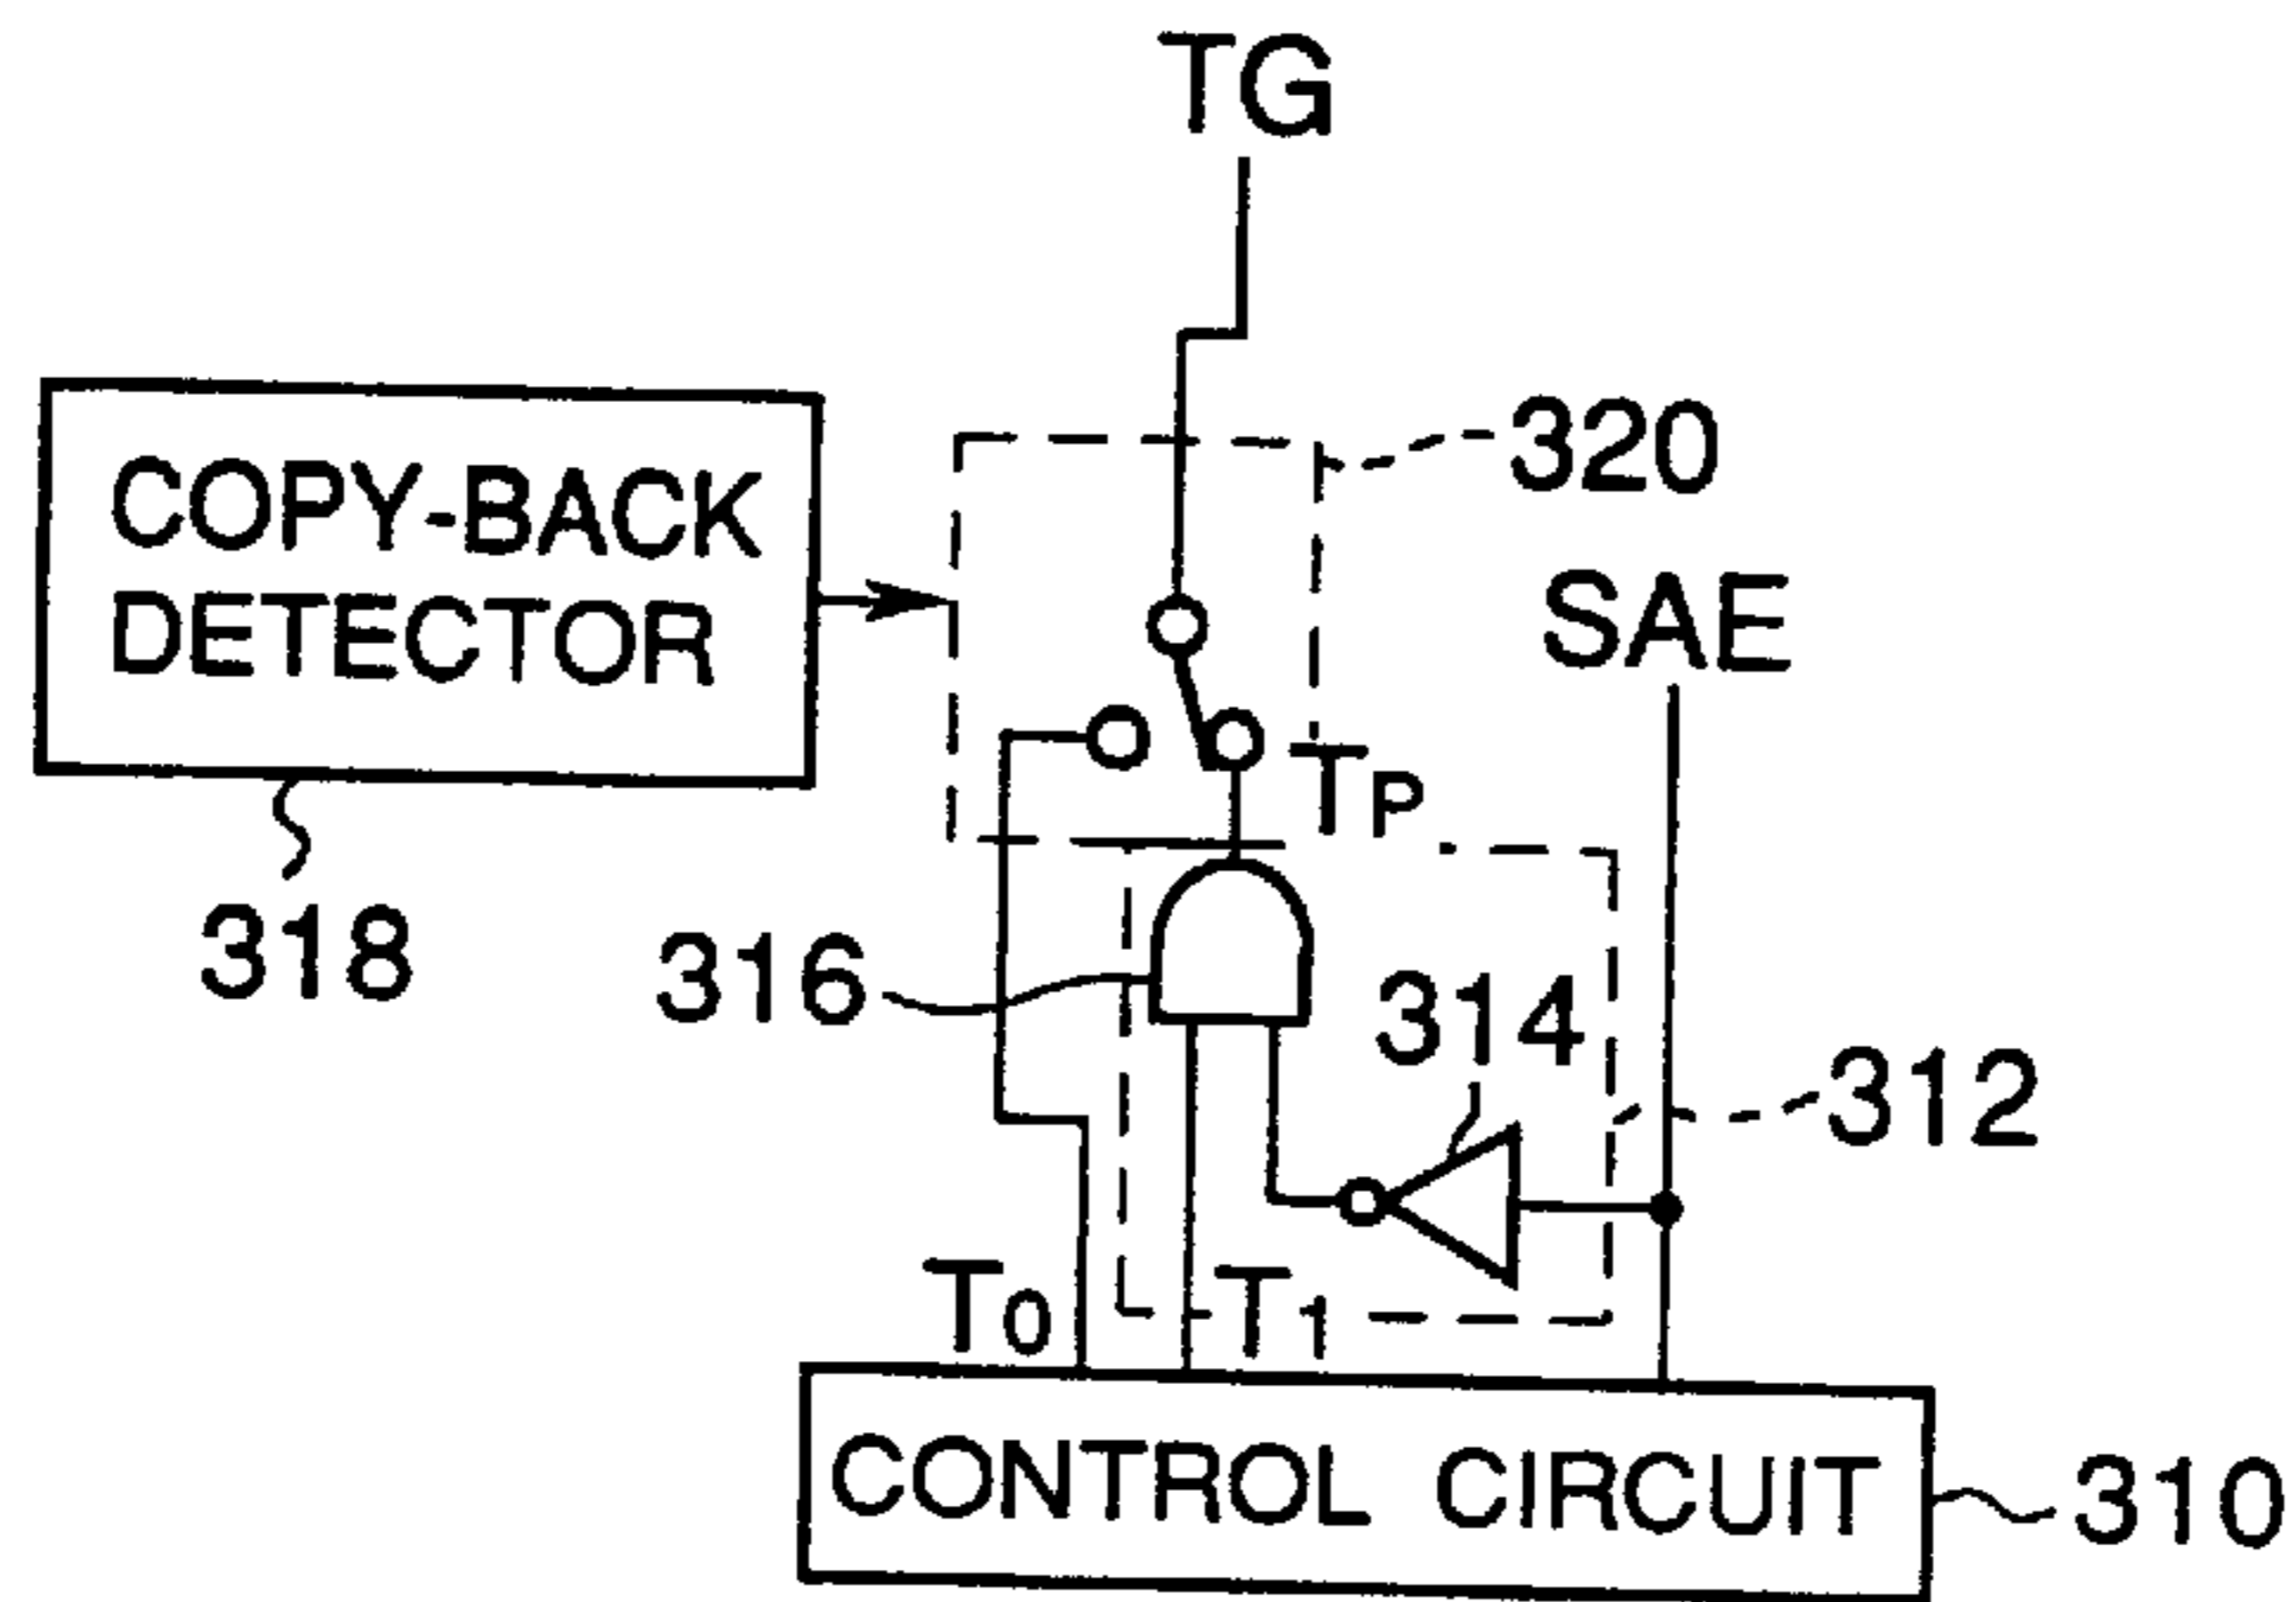 TG
320
COPY-BACK
DETECTOR
SAE
TP
318
316
314
312
T0
T1
CONTROL CIRCUIT
310